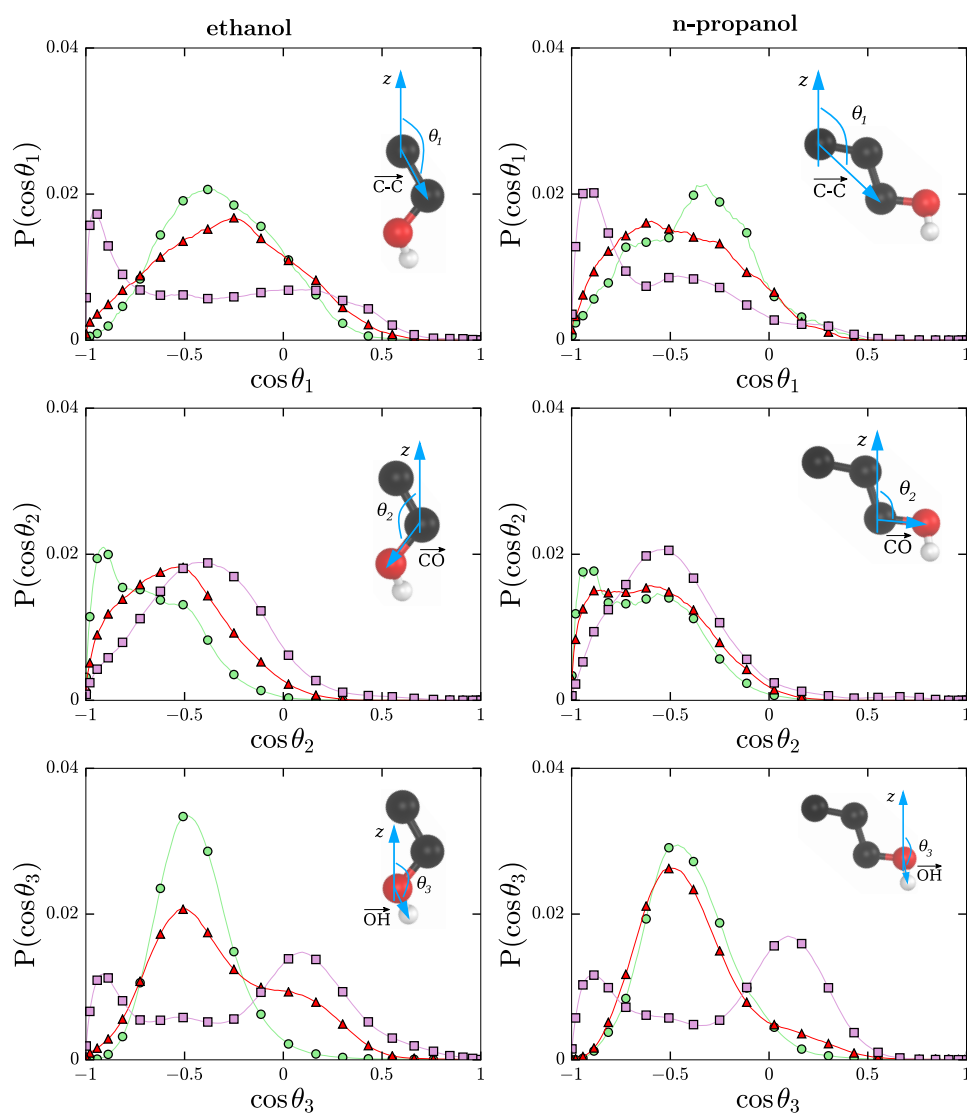 ethanol
n-propanol
0.04
0.02
0
P(cosθ1)
−1
−0.5
0
0.5
1
cosθ1
z
θ1
C-C
0.04
0.02
0
P(cosθ1)
−1
−0.5
0
0.5
1
cosθ1
z
θ1
C-C
0.04
0.02
0
P(cosθ2)
−1
−0.5
0
0.5
1
cosθ2
z
θ2
CO
0.04
0.02
0
P(cosθ2)
−1
−0.5
0
0.5
1
cosθ2
z
θ2
CO
0.04
0.02
0
P(cosθ3)
−1
−0.5
0
0.5
1
cosθ3
z
θ3
OH
0.04
0.02
0
P(cosθ3)
−1
−0.5
0
0.5
1
cosθ3
z
θ3
OH